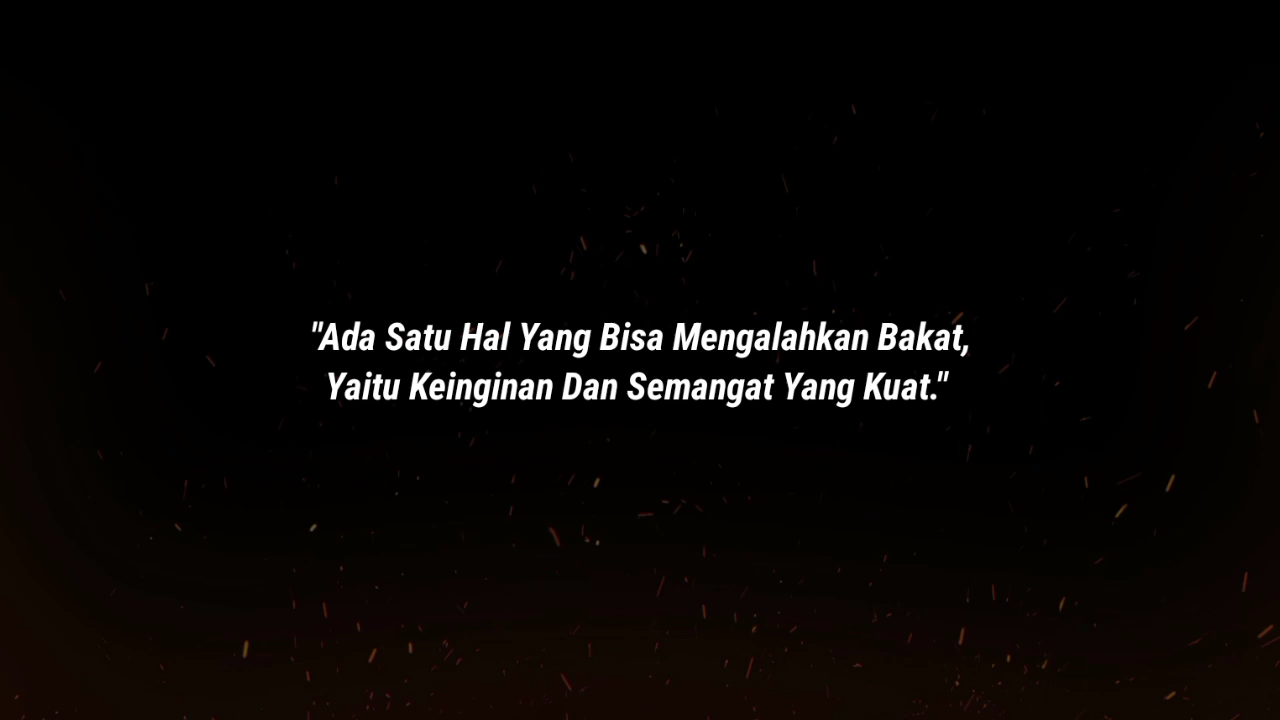 "Ada Satu Hal Yang Bisa Mengalahkan Bakat,
Yaitu Keinginan Dan Semangat Yang Kuat."